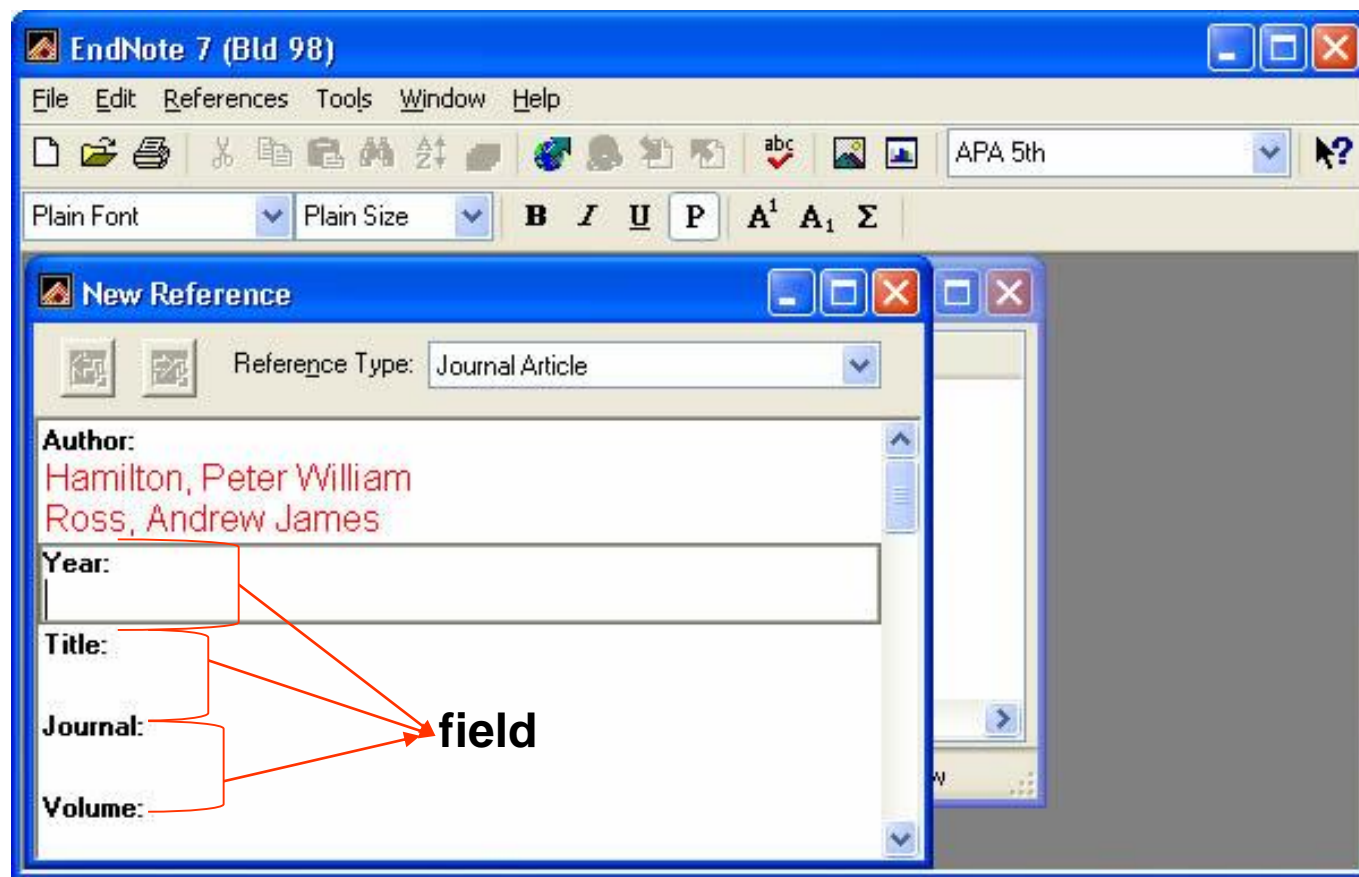 EndNote 7 (Bld 98)
File Edit References Tools Window Help
abc APA 5th ?
Plain Font Plain Size B I U P A1 A1 Σ
New Reference
Reference Type: Journal Article
Author:
Hamilton, Peter William
Ross, Andrew James
Year:
Title:
Journal:
field
Volume: